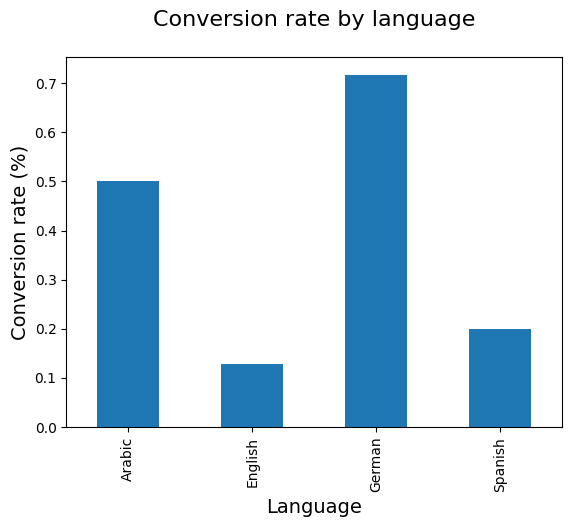 Conversion rate by language
Conversion rate (%)
0.7
0.6
0.5
0.4
0.3
0.2
0.1
0.0
Arabic
English
German
Spanish
Language